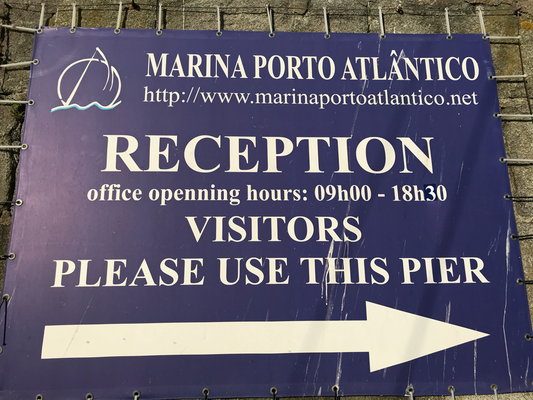 MARINA PORTO ATLÂNTICO
http://www.marinaportoatlantico.net
RECEPTION
office openning hours: 09h00 - 18h30
VISITORS
PLEASE USE THIS PIER